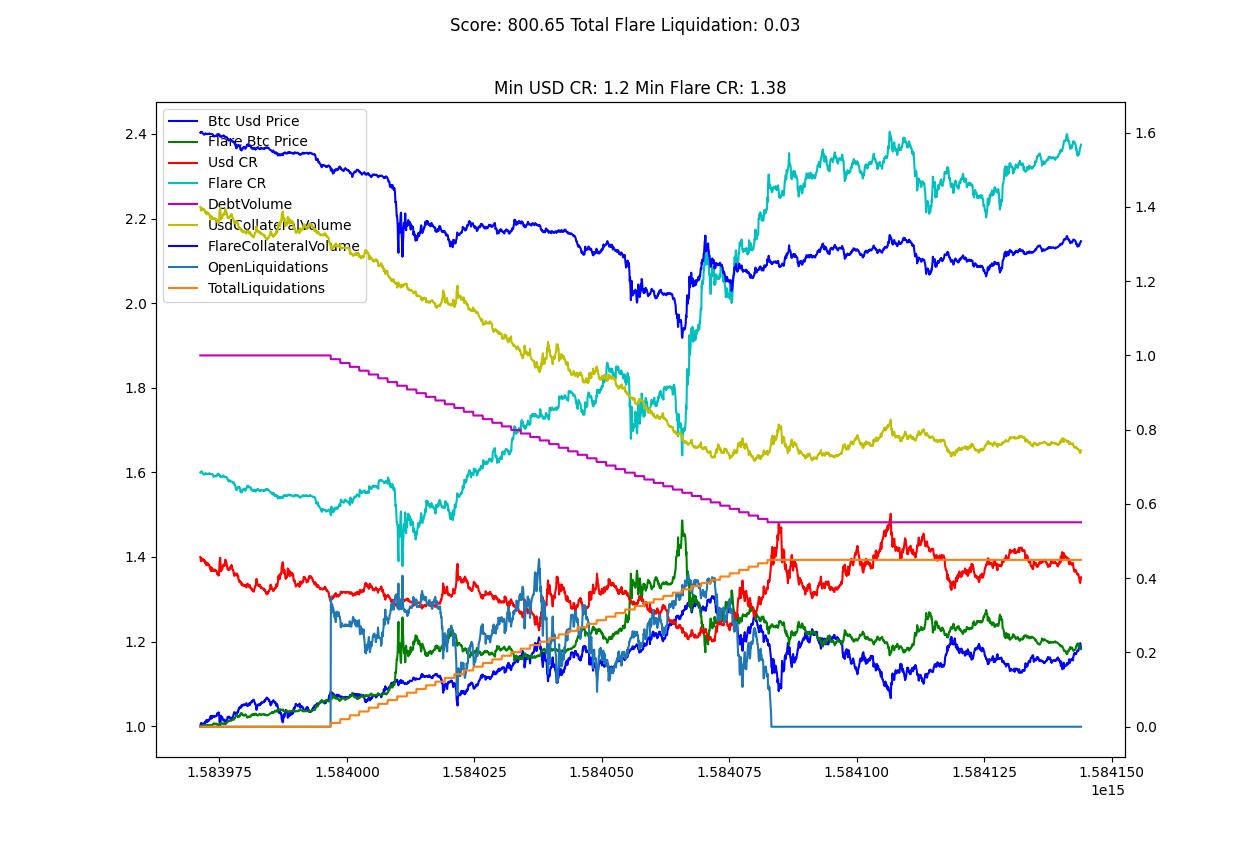 Score: 800.65 Total Flare Liquidation: 0.03
Min USD CR: 1.2 Min Flare CR: 1.38
Btc Usd Price
Flare Btc Price
Usd CR
Flare CR
DebtVolume
UsdCollateralVolume
FlareCollateralVolume
OpenLiquidations
TotalLiquidations
2.4
2.2
2.0
1.8
1.6
1.4
1.2
1.0
1.6
1.4
1.2
1.0
0.8
0.6
0.4
0.2
0.0
1.583975 1.584000 1.584025 1.584050 1.584075 1.584100 1.584125 1.584150
1e15